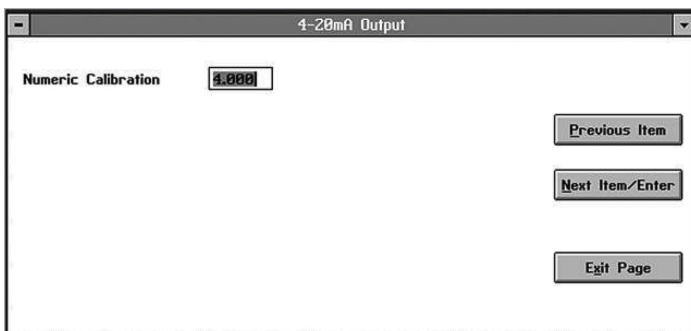 4-20mA Output
Numeric Calibration 4.000
Previous Item
Next Item/Enter
Exit Page